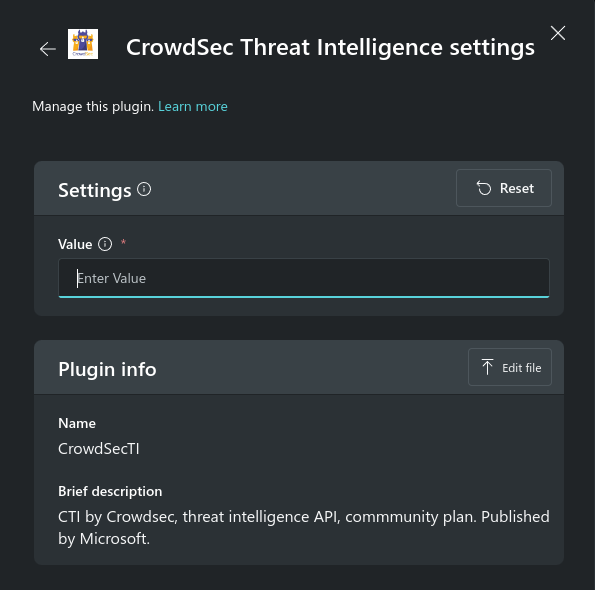 CrowdSec Threat Intelligence settings
Manage this plugin. Learn more
Settings
Reset
Value *
Enter Value
Plugin info
Edit file
Name
CrowdSecTI
Brief description
CTI by Crowdsec, threat intelligence API, commmunity plan. Published
by Microsoft.